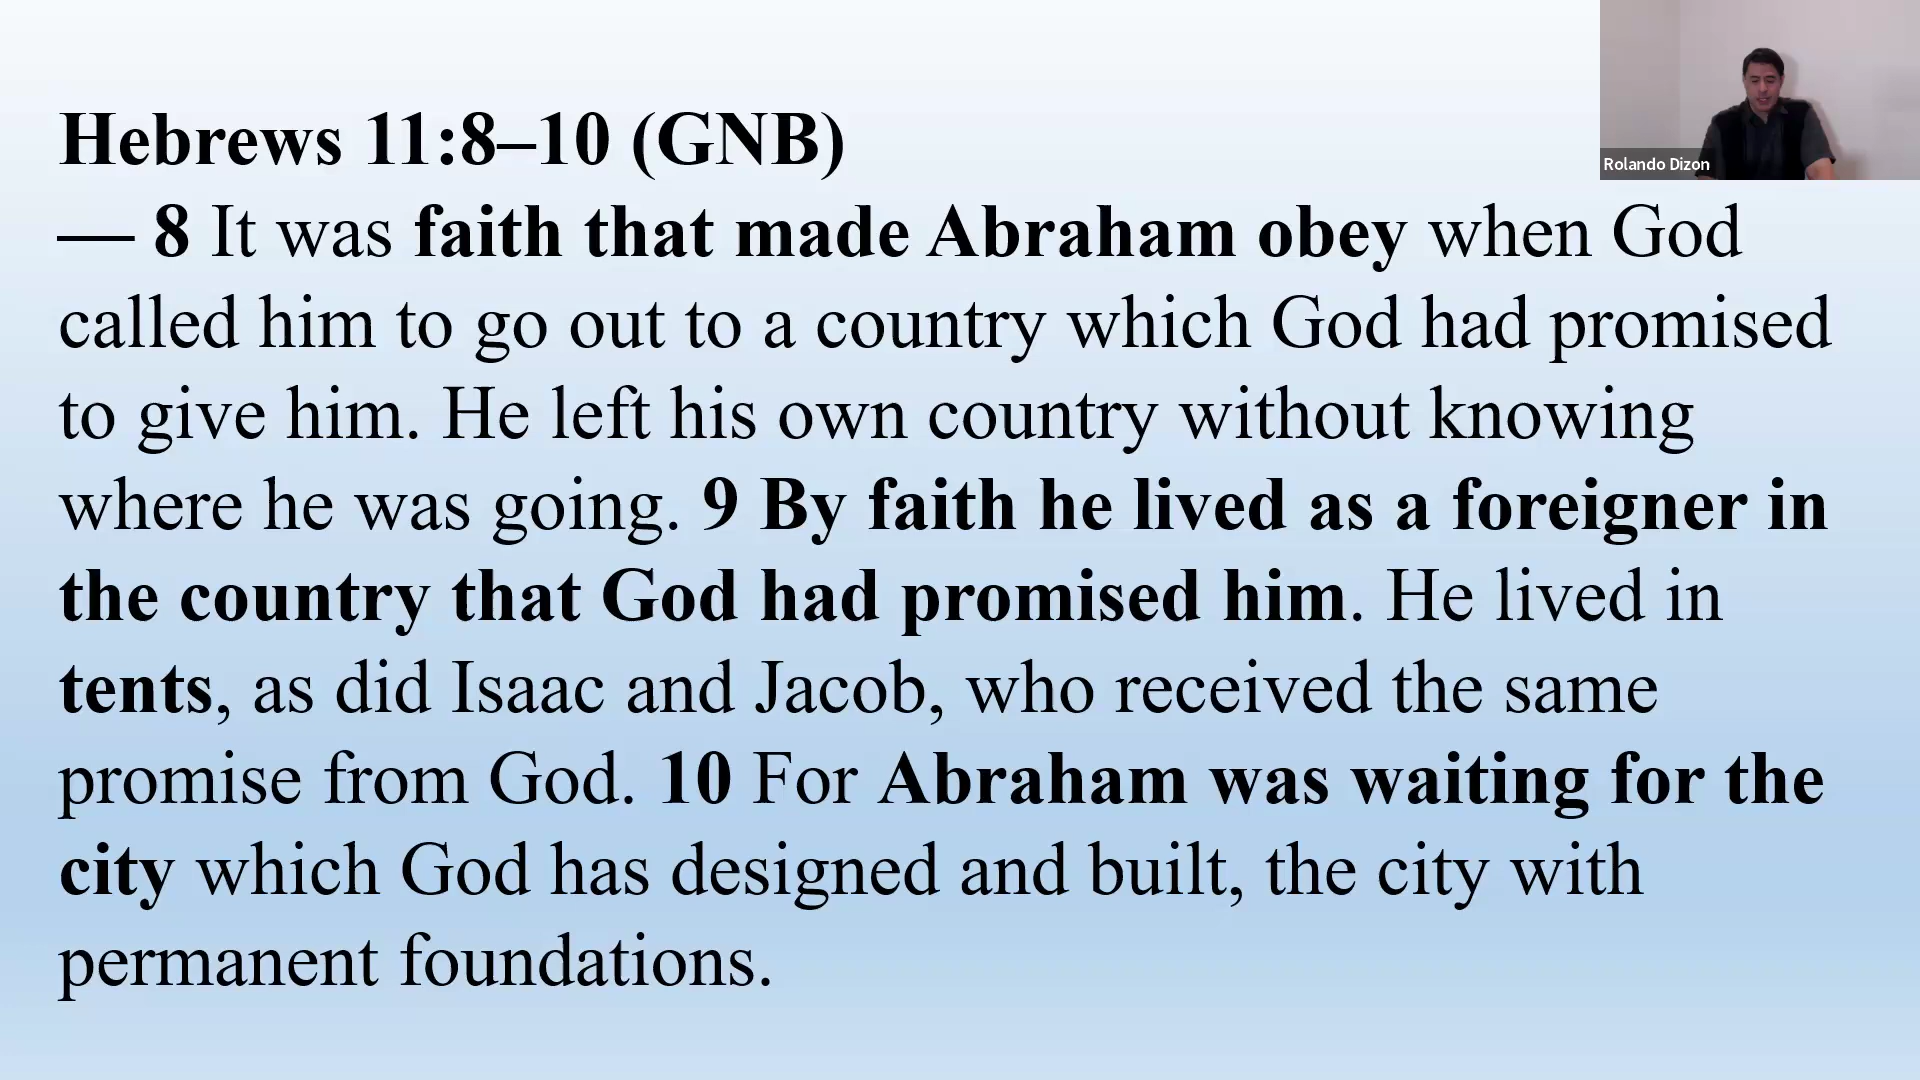 Hebrews 11:8–10 (GNB)
Rolando Dizon
— 8 It was faith that made Abraham obey when God
called him to go out to a country which God had promised
to give him. He left his own country without knowing
where he was going. 9 By faith he lived as a foreigner in
the country that God had promised him. He lived in
tents, as did Isaac and Jacob, who received the same
promise from God. 10 For Abraham was waiting for the
city which God has designed and built, the city with
permanent foundations.